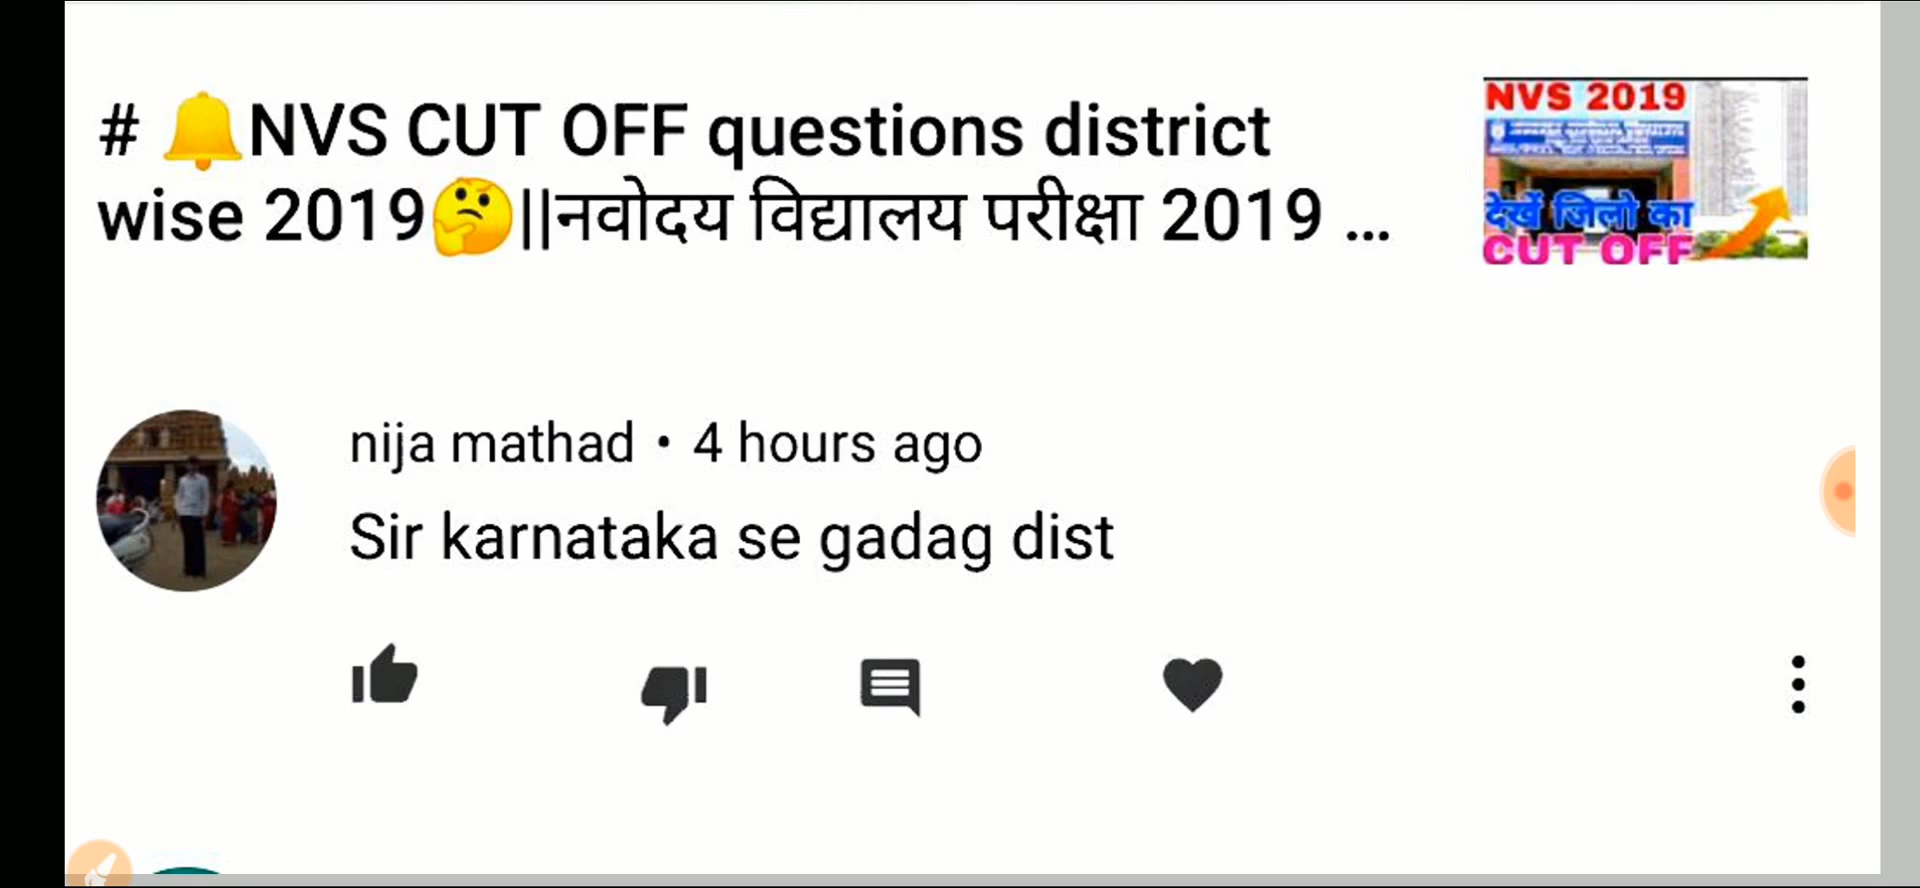 # 🔔NVS CUT OFF questions district
wise 2019🤔||नवोदय विद्यालय परीक्षा 2019 ...
NVS 2019
देखें जिलो का
CUT OFF
nija mathad • 4 hours ago
Sir karnataka se gadag dist